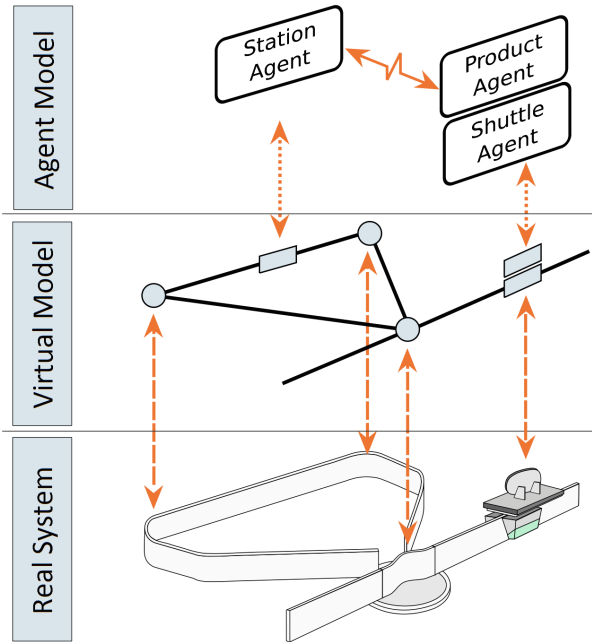 Agent Model
Station
Agent
Product
Agent
Shuttle
Agent
Virtual Model
Real System